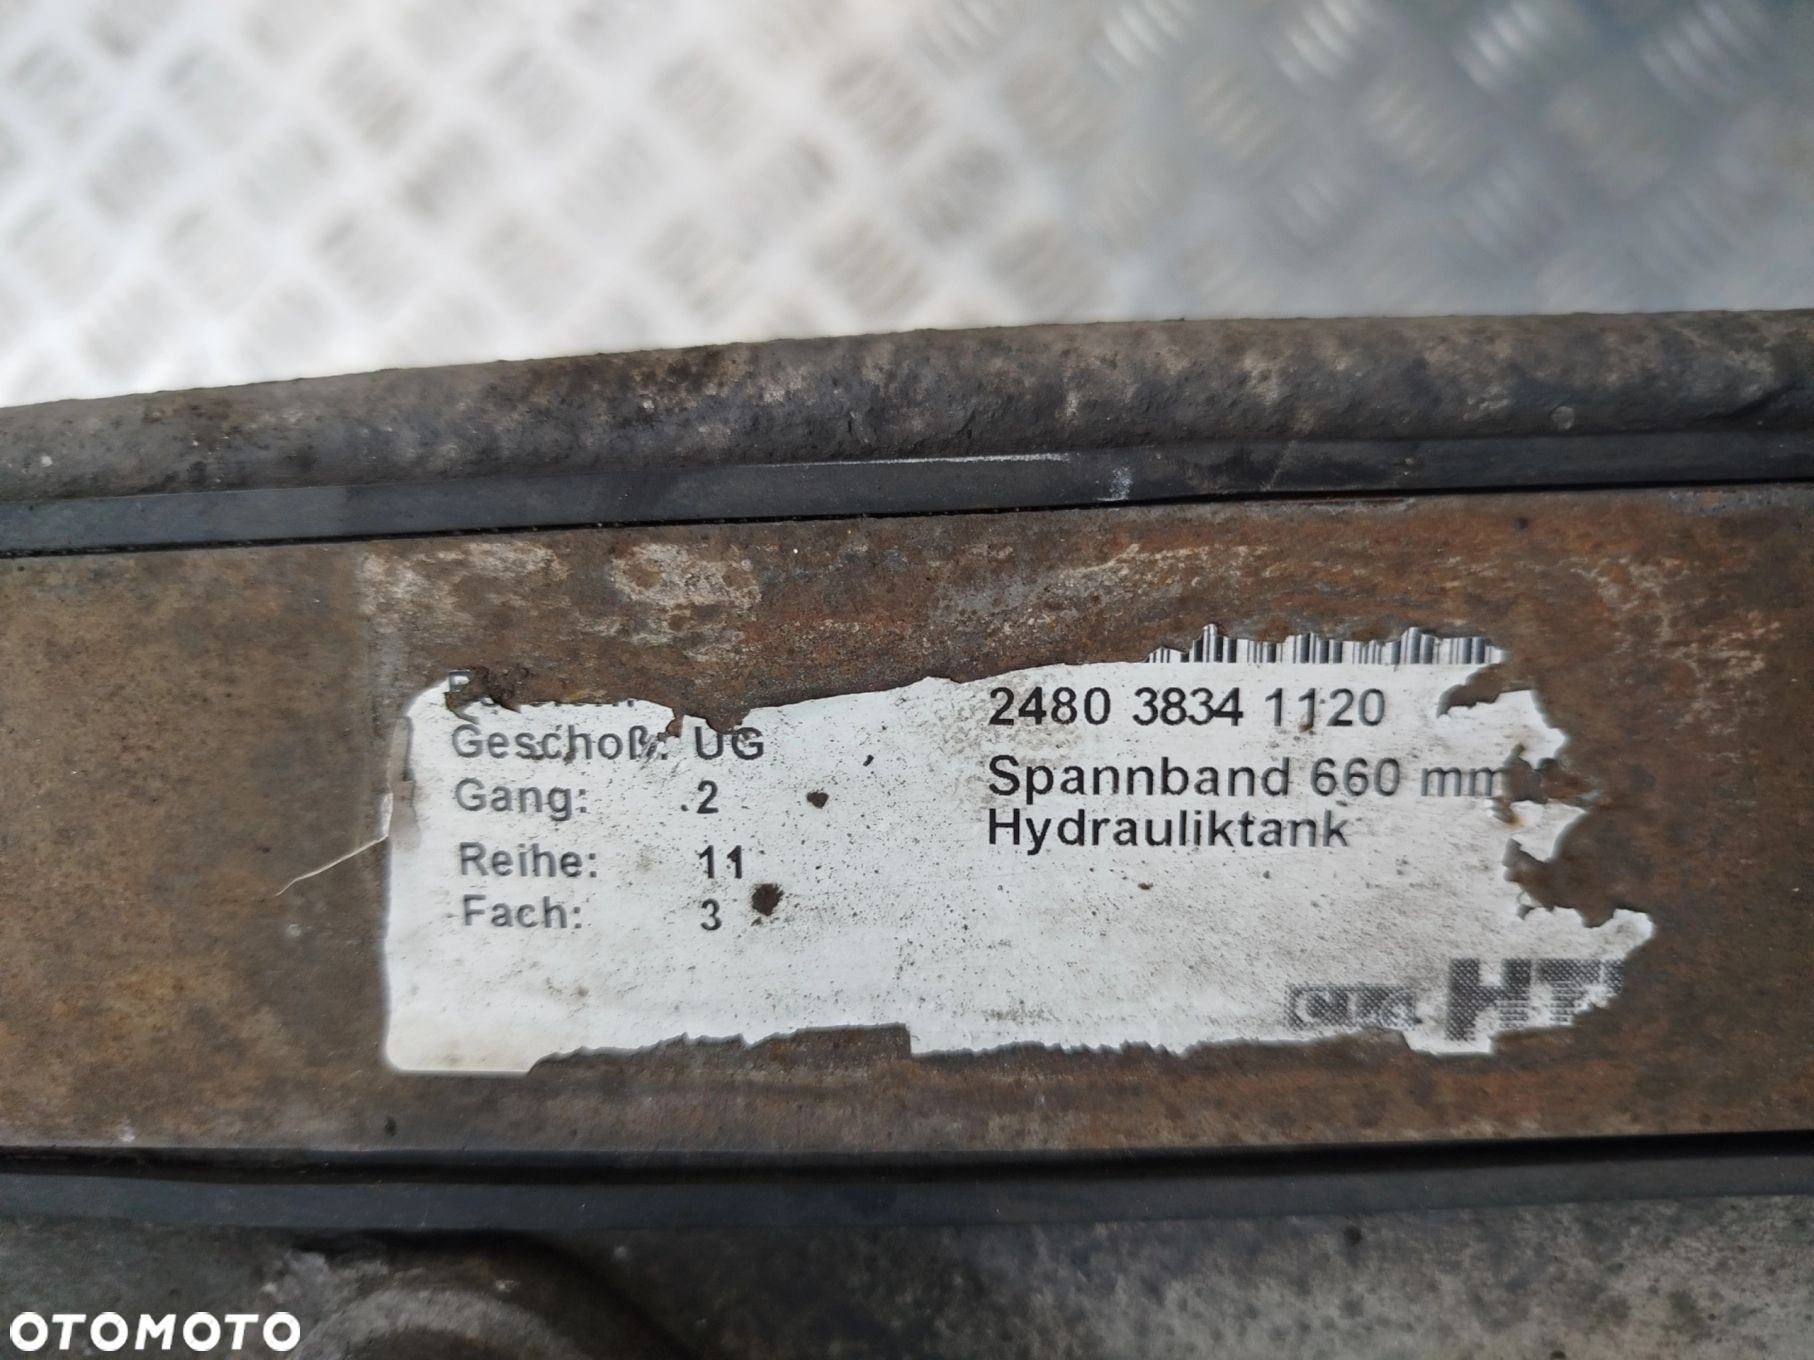 2480 3834 1120
Geschoß: UG
Spannband 660 mm
Gang: 2
Hydrauliktank
Reihe: 11
Fach: 3
OTOMOTO